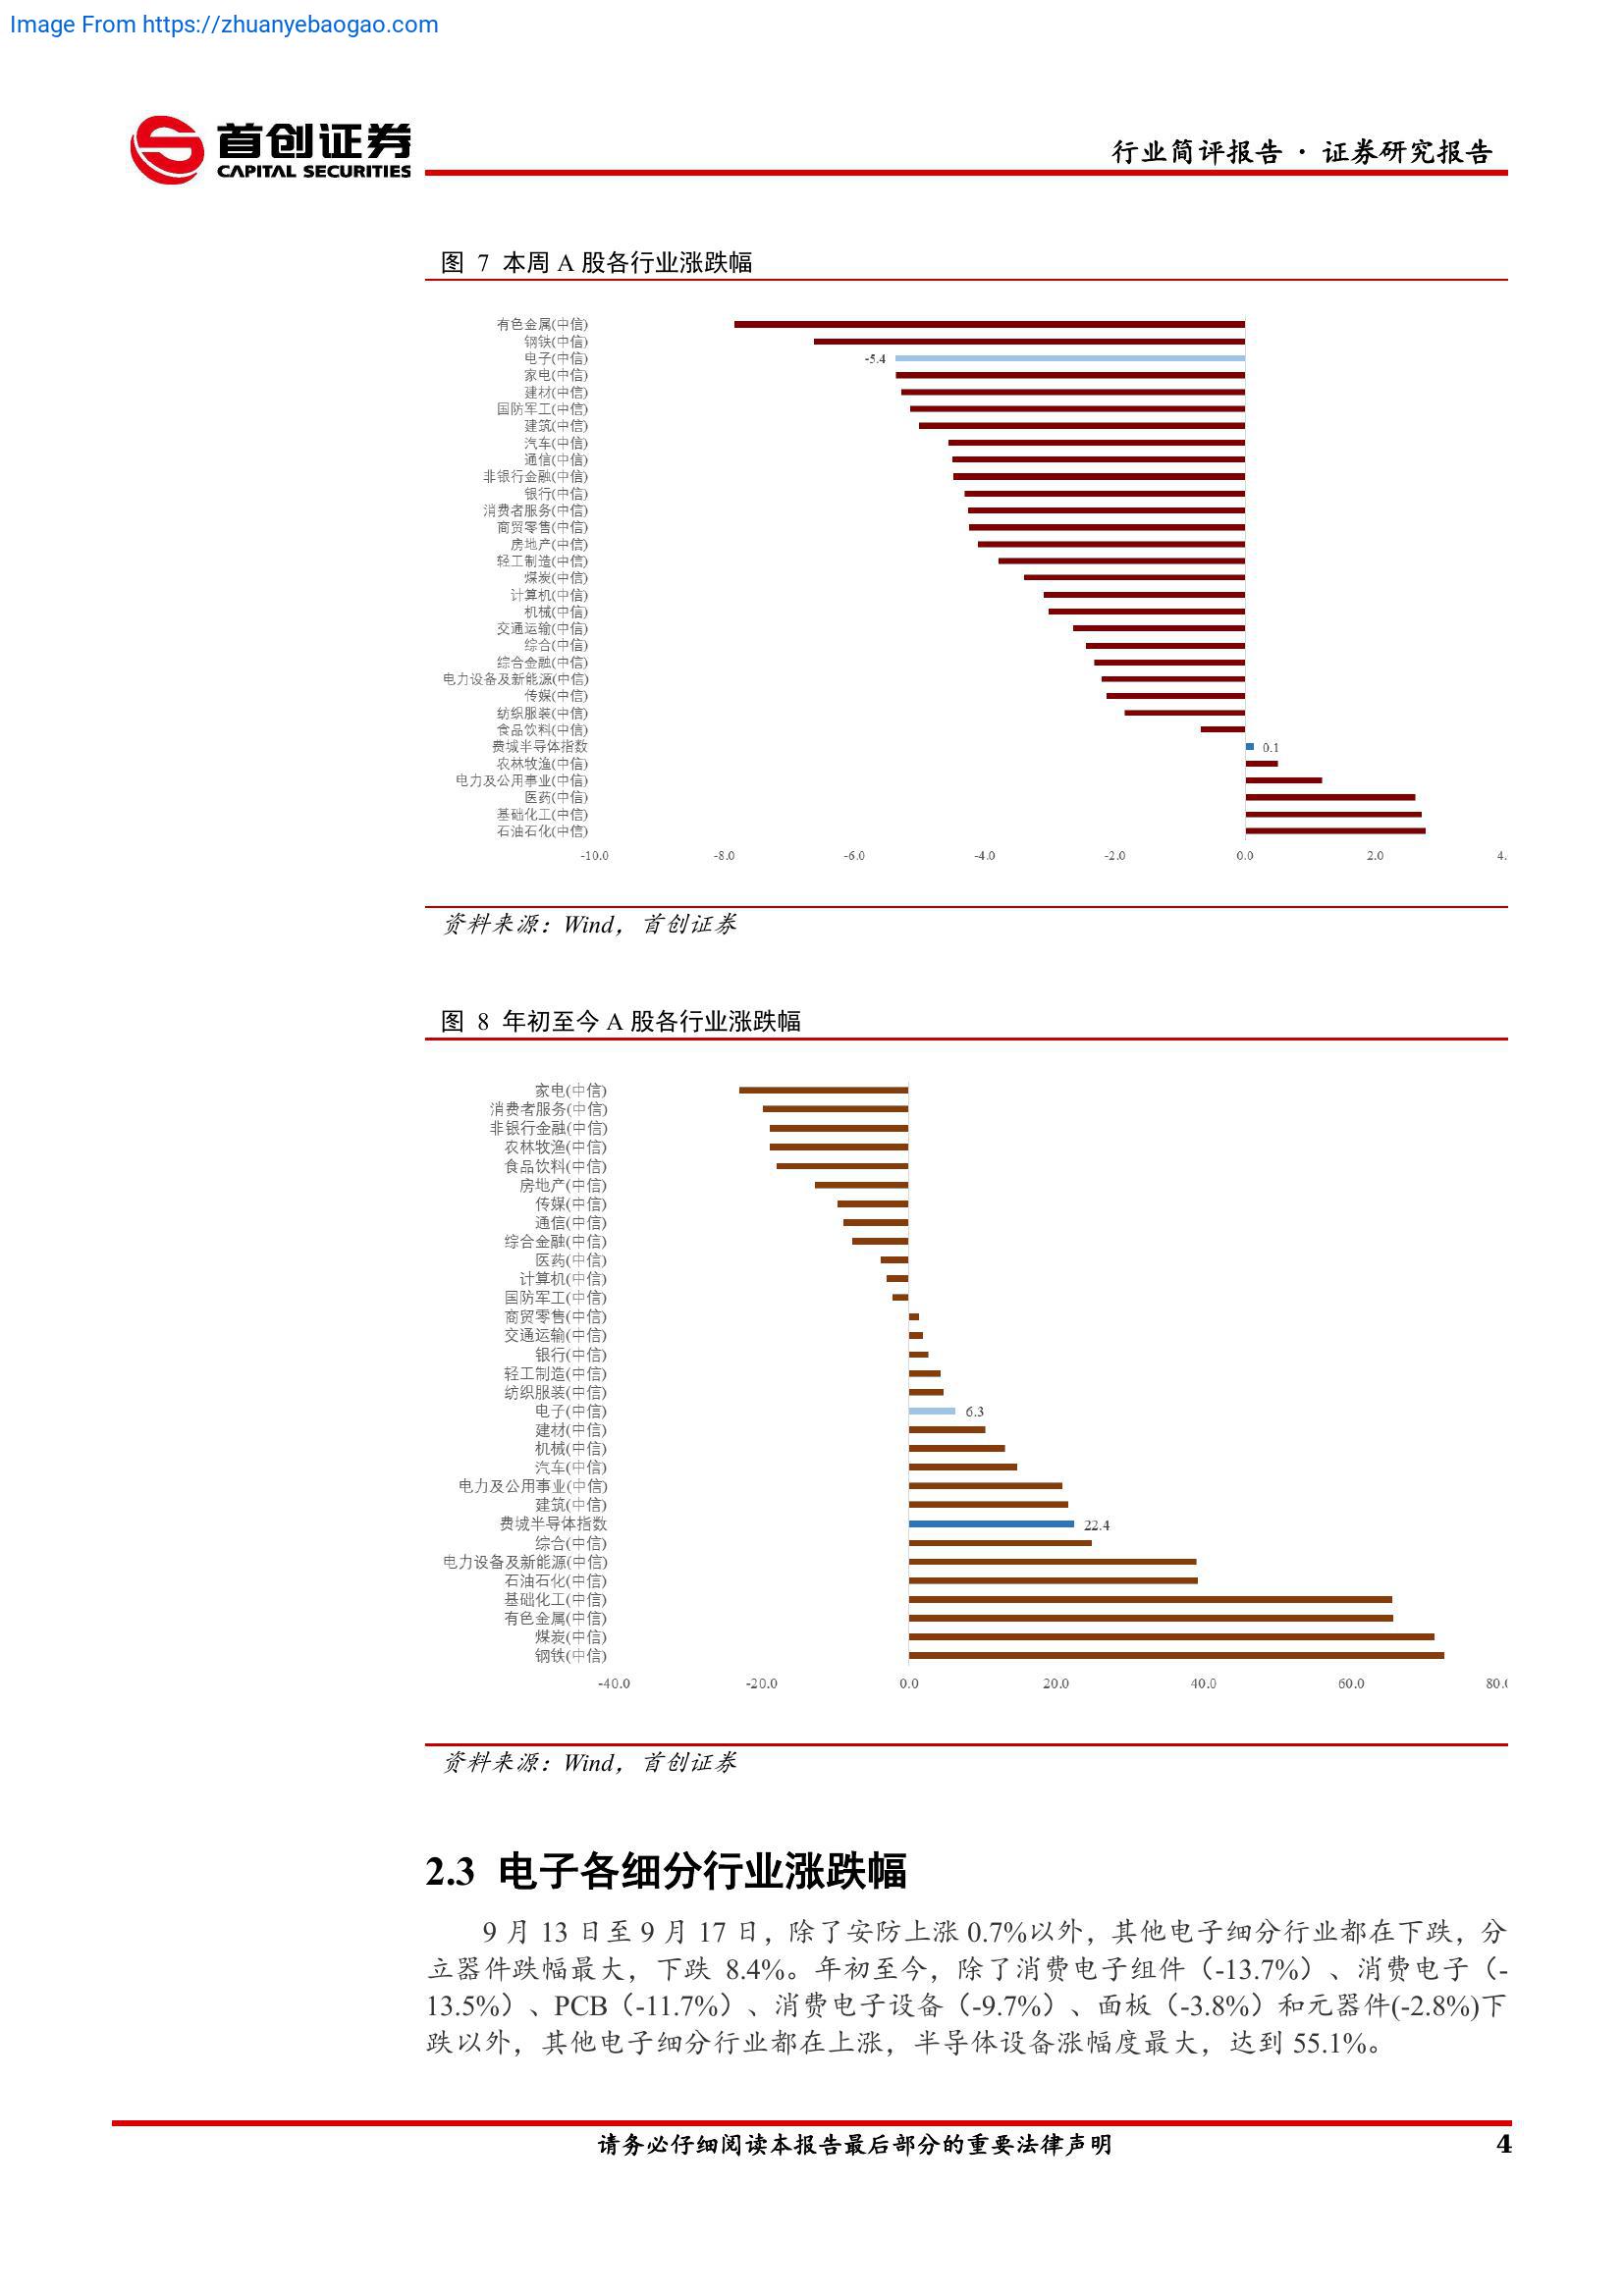 Image From https://zhuanyebaogao.com
首创证券
CAPITAL SECURITIES
行业简评报告 · 证券研究报告
图 7 本周 A 股各行业涨跌幅
有色金属(中信)
钢铁(中信)
电子(中信)
-5.4
家电(中信)
建材(中信)
国防军工(中信)
建筑(中信)
汽车(中信)
通信(中信)
非银行金融(中信)
银行(中信)
消费者服务(中信)
商贸零售(中信)
房地产(中信)
轻工制造(中信)
煤炭(中信)
计算机(中信)
机械(中信)
交通运输(中信)
综合(中信)
综合金融(中信)
电力设备及新能源(中信)
传媒(中信)
纺织服装(中信)
食品饮料(中信)
费城半导体指数
0.1
农林牧渔(中信)
电力及公用事业(中信)
医药(中信)
基础化工(中信)
石油石化(中信)
-10.0 -8.0 -6.0 -4.0 -2.0 0.0 2.0 4.
资料来源：Wind，首创证券
图 8 年初至今 A 股各行业涨跌幅
家电(中信)
消费者服务(中信)
非银行金融(中信)
农林牧渔(中信)
食品饮料(中信)
房地产(中信)
传媒(中信)
通信(中信)
综合金融(中信)
医药(中信)
计算机(中信)
国防军工(中信)
商贸零售(中信)
交通运输(中信)
银行(中信)
轻工制造(中信)
纺织服装(中信)
电子(中信)
6.3
建材(中信)
机械(中信)
汽车(中信)
电力及公用事业(中信)
建筑(中信)
费城半导体指数
22.4
综合(中信)
电力设备及新能源(中信)
石油石化(中信)
基础化工(中信)
有色金属(中信)
煤炭(中信)
钢铁(中信)
-40.0 -20.0 0.0 20.0 40.0 60.0 80.0
资料来源：Wind，首创证券
2.3 电子各细分行业涨跌幅
9 月 13 日至 9 月 17 日，除了安防上涨 0.7%以外，其他电子细分行业都在下跌，分
立器件跌幅最大，下跌 8.4%。年初至今，除了消费电子组件（-13.7%）、消费电子（-
13.5%）、PCB（-11.7%）、消费电子设备（-9.7%）、面板（-3.8%）和元器件(-2.8%)下
跌以外，其他电子细分行业都在上涨，半导体设备涨幅度最大，达到 55.1%。
请务必仔细阅读本报告最后部分的重要法律声明
4